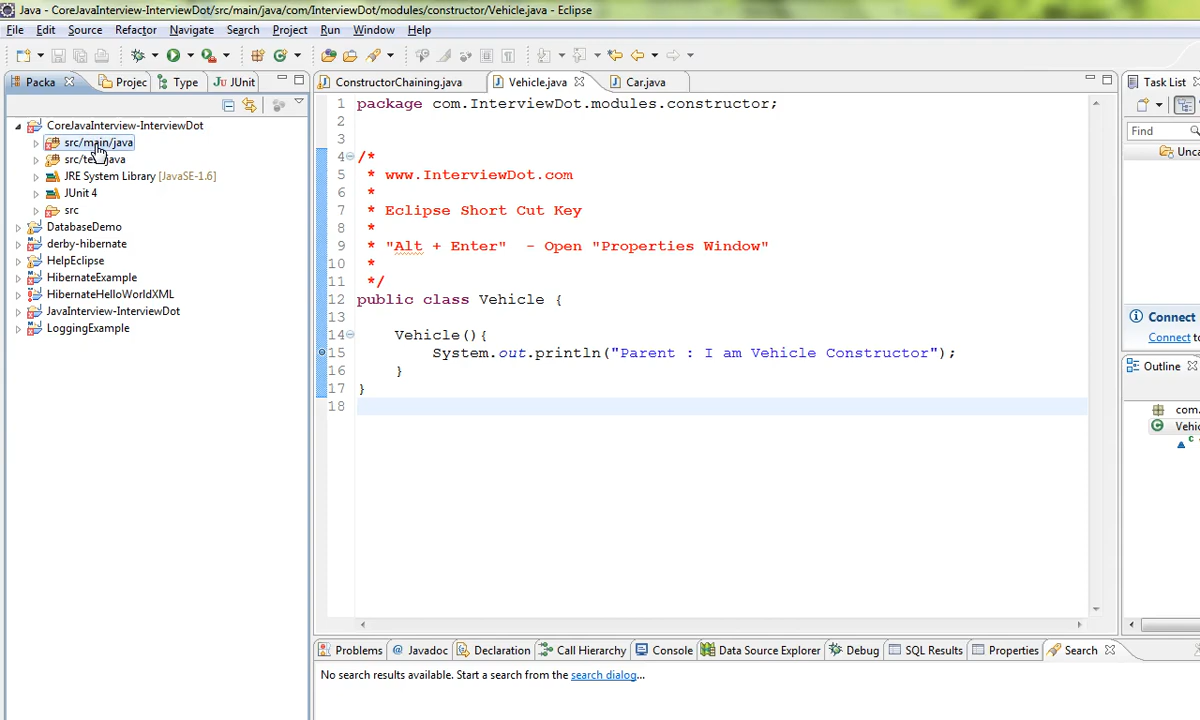 Java - CoreJavaInterview-InterviewDot/src/main/java/com/InterviewDot/modules/constructor/Vehicle.java - Eclipse
File Edit Source Refactor Navigate Search Project Run Window Help
Packa Projec Type JUnit
ConstructorChaining.java Vehicle.java Car.java
Task List
CoreJavaInterview-InterviewDot
src/main/java
JRE System Library [JavaSE-1.6]
JUnit 4
src
DatabaseDemo
derby-hibernate
HelpEclipse
HibernateExample
HibernateHelloWorldXML
JavaInterview-InterviewDot
LoggingExample
1 package com.InterviewDot.modules.constructor;
2
3
4 /*
5 * www.InterviewDot.com
6 *
7 * Eclipse Short Cut Key
8 *
9 * "Alt + Enter" - Open "Properties Window"
10 *
11 */
12 public class Vehicle {
13
14 Vehicle(){
15 System.out.println("Parent : I am Vehicle Constructor");
16 }
17 }
18
Find
Unca
Connect
Connect to
Outline
com.
Vehic
Problems @ Javadoc Declaration Call Hierarchy Console Data Source Explorer Debug SQL Results Properties Search
No search results available. Start a search from the search dialog...